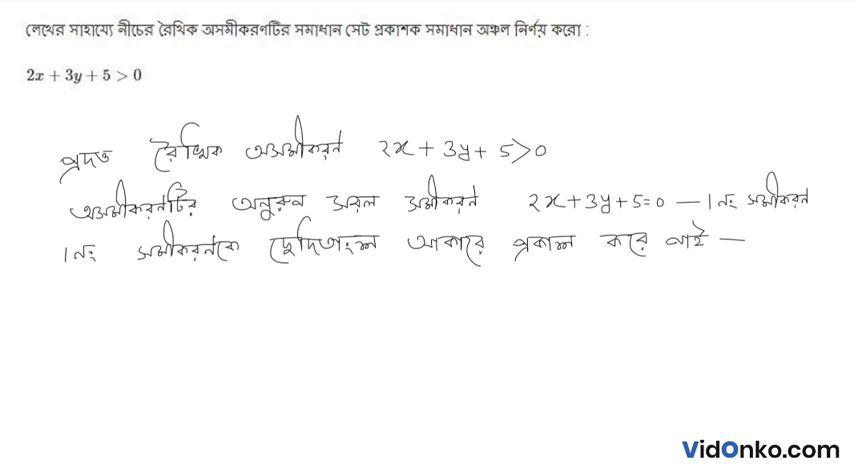 লেখের সাহায্যে নীচের রৈখিক অসমীকরণটির সমাধান সেট প্রকাশক সমাধান অঞ্চল নির্ণয় করো :
2x + 3y + 5 > 0
প্রদত্ত রৈখিক অসমীকরণ 2x + 3y + 5 > 0
অসমীকরণটির অনুরূপ সরল সমীকরণ 2x + 3y + 5 = 0 — 1 নং সমীকরণ
1 নং সমীকরণকে ছেদিতাংশ আকারে প্রকাশ করে পাই —
VidOnko.com